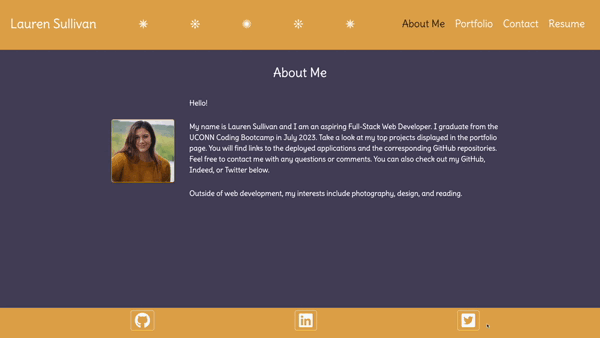 Lauren Sullivan
About Me Portfolio Contact Resume
About Me
Hello!
My name is Lauren Sullivan and I am an aspiring Full-Stack Web Developer. I graduate from the
UCONN Coding Bootcamp in July 2023. Take a look at my top projects displayed in the portfolio
page. You will find links to the deployed applications and the corresponding GitHub repositories.
Feel free to contact me with any questions or comments. You can also check out my GitHub,
Indeed, or Twitter below.
Outside of web development, my interests include photography, design, and reading.